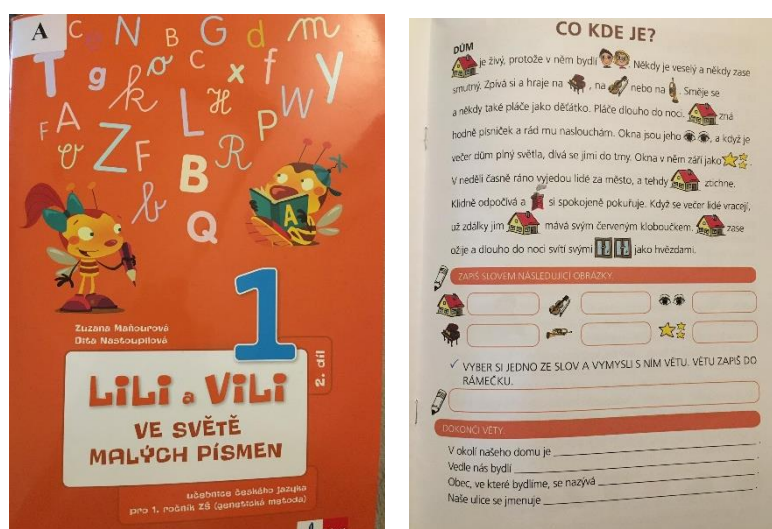 A
C e N B G d m
T g k o C x f y
F A L H P W Y
v Z F B R
b Q
A
Zuzana Maňourová
Dita Nastoupilová
1
2. díl
LiLi a ViLi
VE SVĚTĚ
MALÝCH PÍSMEN
učebnice českého jazyka
pro 1. ročník ZŠ (genetická metoda)
CO KDE JE?
DŮM
je živý, protože v něm bydlí Někdy je veselý a někdy zase
smutný. Zpívá si a hraje na , na nebo na . Směje se
a někdy také pláče jako děťátko. Pláče dlouho do noci. zná
hodně písniček a rád mu naslouchám. Okna jsou jeho , a když je
večer dům plný světla, dívá se jimi do tmy. Okna v něm září jako .
V neděli časně ráno vyjedou lidé za město, a tehdy ztichne.
Klidně odpočívá a si spokojeně pokuřuje. Když se večer lidé vracejí,
už zdálky jim mává svým červeným kloboučkem. zase
ožije a dlouho do noci svítí svými jako hvězdami.
ZAPIŠ SLOVEM NÁSLEDUJÍCÍ OBRÁZKY.
✓ VYBER SI JEDNO ZE SLOV A VYMYSLI S NÍM VĚTU. VĚTU ZAPIŠ DO
RÁMEČKU.
DOKONČI VĚTY.
V okolí našeho domu je
Vedle nás bydlí
Obec, ve které bydlíme, se nazývá
Naše ulice se jmenuje